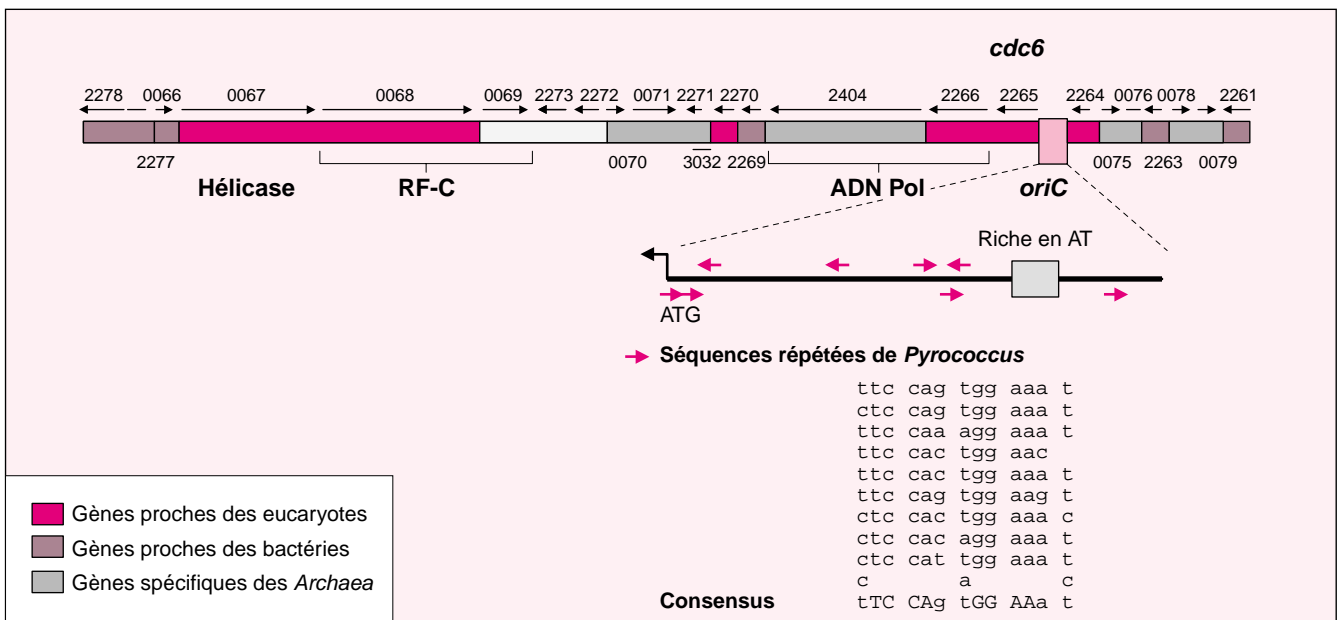 cdc6
2278 0066 0067 0068 0069 2273 2272 0071 2271 2270 2404 2266 2265 2264 0076 0078 2261
2277 0070 3032 2269 0075 2263 0079
Hélicase RF-C ADN Pol oriC
Riche en AT
ATG
Séquences répétées de Pyrococcus
ttc cag tgg aaa t
ctc cag tgg aaa t
ttc caa agg aaa t
ttc cac tgg aac
ttc cac tgg aaa t
ttc cag tgg aag t
ctc cac tgg aaa c
ctc cac agg aaa t
ctc cat tgg aaa t
c a c
Consensus tTC CAg tGG AAa t
Gènes proches des eucaryotes
Gènes proches des bactéries
Gènes spécifiques des Archaea